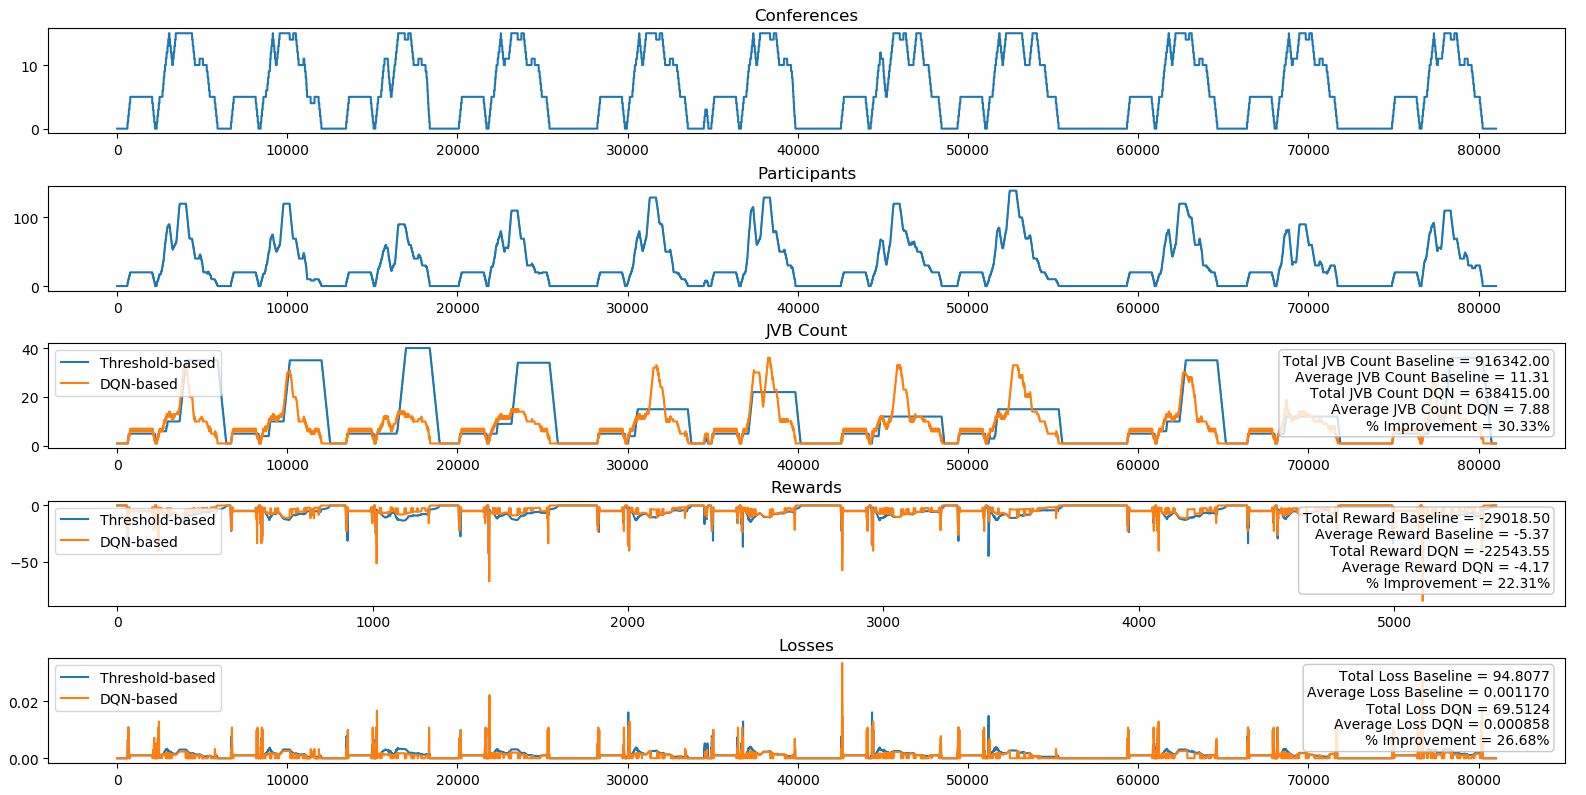 Conferences
10
0
0 10000 20000 30000 40000 50000 60000 70000 80000
Participants
100
0
0 10000 20000 30000 40000 50000 60000 70000 80000
JVB Count
40
20
0
Threshold-based
DQN-based
Total JVB Count Baseline = 916342.00
Average JVB Count Baseline = 11.31
Total JVB Count DQN = 638415.00
Average JVB Count DQN = 7.88
% Improvement = 30.33%
0 10000 20000 30000 40000 50000 60000 70000 80000
Rewards
0
−50
Threshold-based
DQN-based
Total Reward Baseline = -29018.50
Average Reward Baseline = -5.37
Total Reward DQN = -22543.55
Average Reward DQN = -4.17
% Improvement = 22.31%
0 1000 2000 3000 4000 5000
Losses
0.02
0.00
Threshold-based
DQN-based
Total Loss Baseline = 94.8077
Average Loss Baseline = 0.001170
Total Loss DQN = 69.5124
Average Loss DQN = 0.000858
% Improvement = 26.68%
0 10000 20000 30000 40000 50000 60000 70000 80000